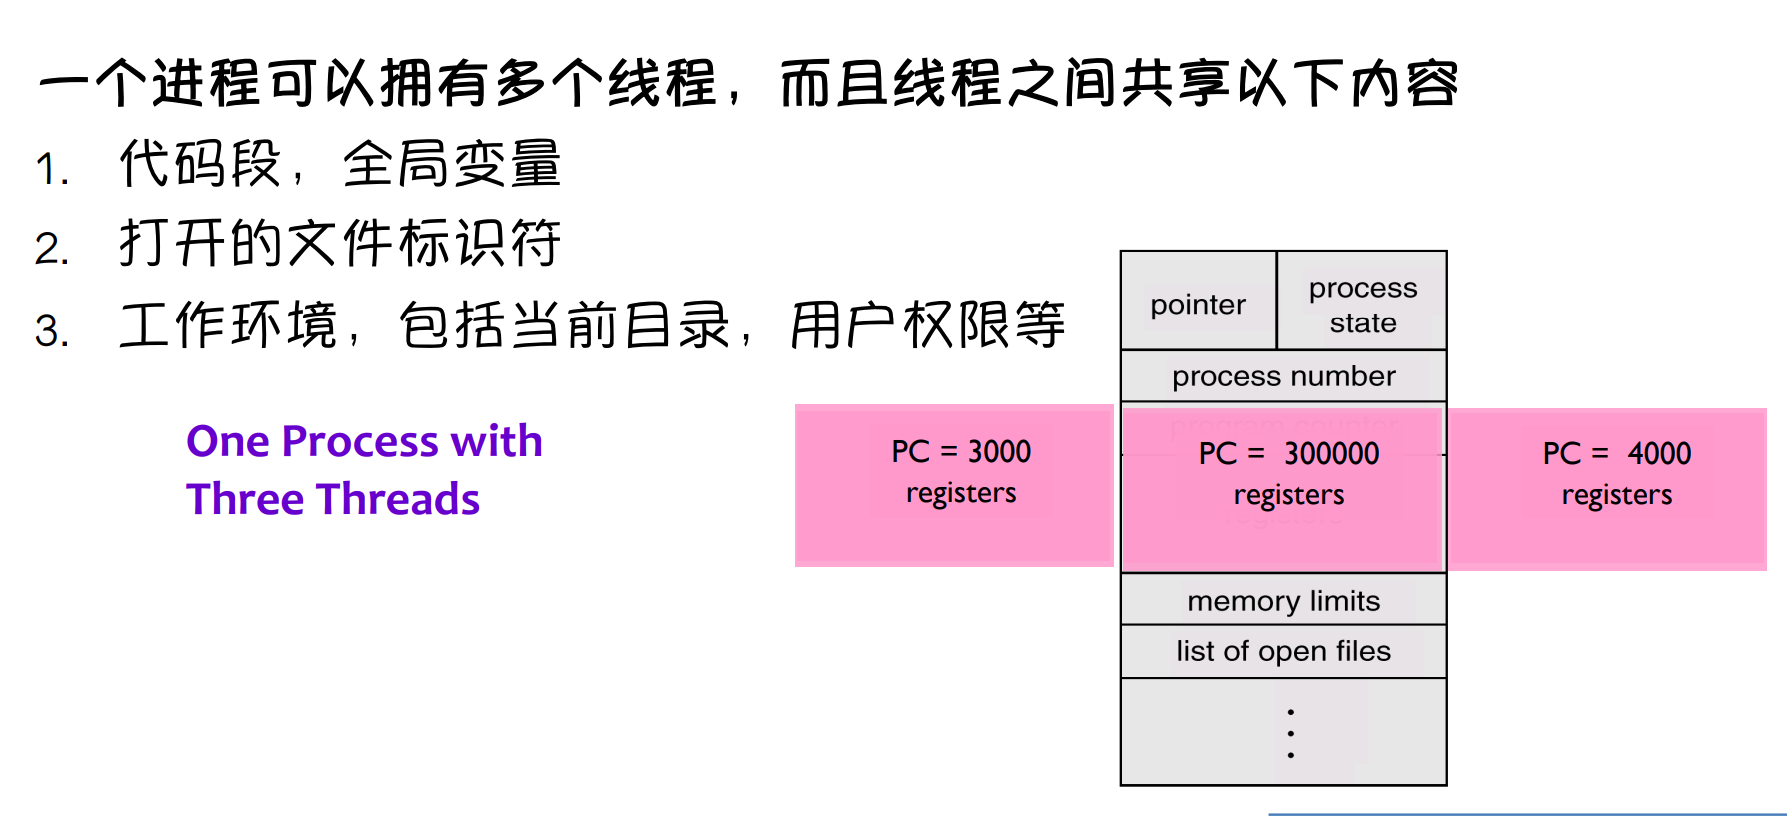 一个进程可以拥有多个线程，而且线程之间共享以下内容
1. 代码段，全局变量
2. 打开的文件标识符
3. 工作环境，包括当前目录，用户权限等
One Process with
Three Threads
pointer
process
state
process number
program counter
PC = 3000
registers
PC = 300000
registers
PC = 4000
registers
registers
memory limits
list of open files